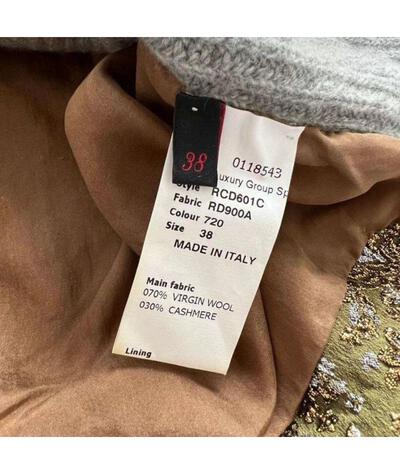 38
0118543
uxury Group Sp
Style RCD601C
Fabric RD900A
Colour 720
Size 38
MADE IN ITALY
Main fabric
070% VIRGIN WOOL
030% CASHMERE
Lining